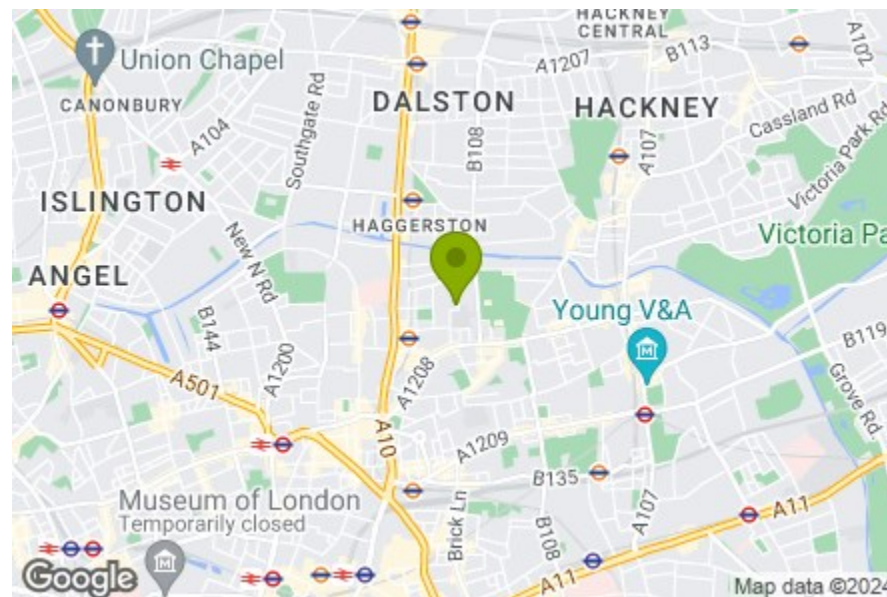 HACKNEY
CENTRAL
A102
Union Chapel
B113
A1207
CANONBURY
Southgate Rd
DALSTON
HACKNEY
Cassland Rd
A104
B108
A107
Victoria Park Rd
ISLINGTON
HAGGERSTON
New N Rd
Victoria Pa
ANGEL
Young V&A
B144
A1200
B119
A501
A1208
Grove Rd.
A10
A1209
B135
Museum of London
Temporarily closed
Brick Ln
B108
A107
A11
A11
Google
Map data ©2024